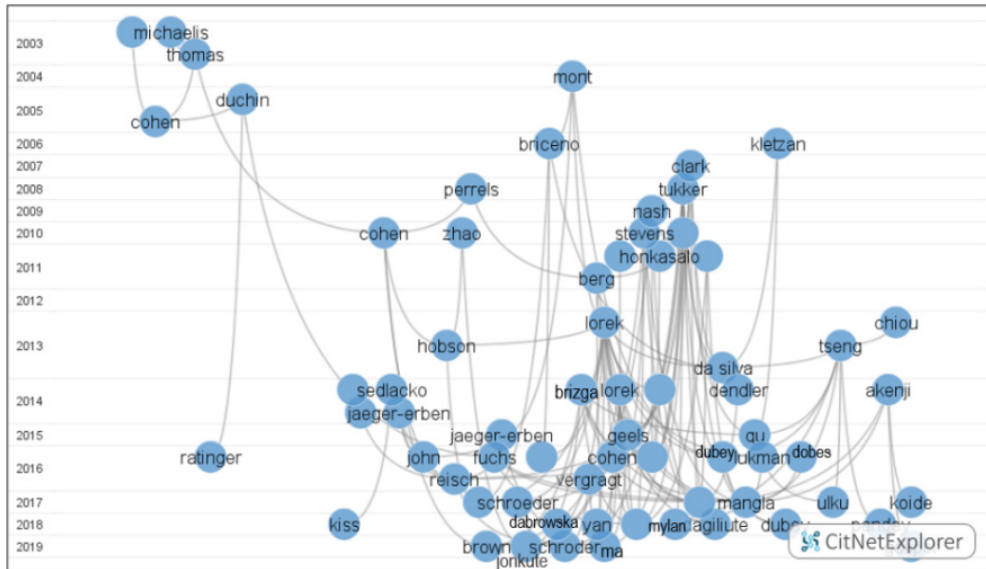 michaelis
2003
thomas
2004
mont
duchin
2005
cohen
2006
briceno
kletzan
2007
clark
2008
perrels
tukker
2009
nash
2010
cohen
zhao
stevens
honkasalo
2011
berg
2012
lorek
chiou
2013
hobson
tseng
da silva
sedlacko
brizga
lorek
dendler
akenji
2014
jaeger-erben
2015
jaeger-erben
geels
qu
ratinger
john
fuchs
cohen
dubey
lukman
dobes
2016
reisch
vergragt
2017
schroeder
mangla
ulku
koide
2018
kiss
dabrowska
yan
mylan
lagiliute
dubey
pandey
2019
brown
schroder
ma
jonkute
CitNetExplorer